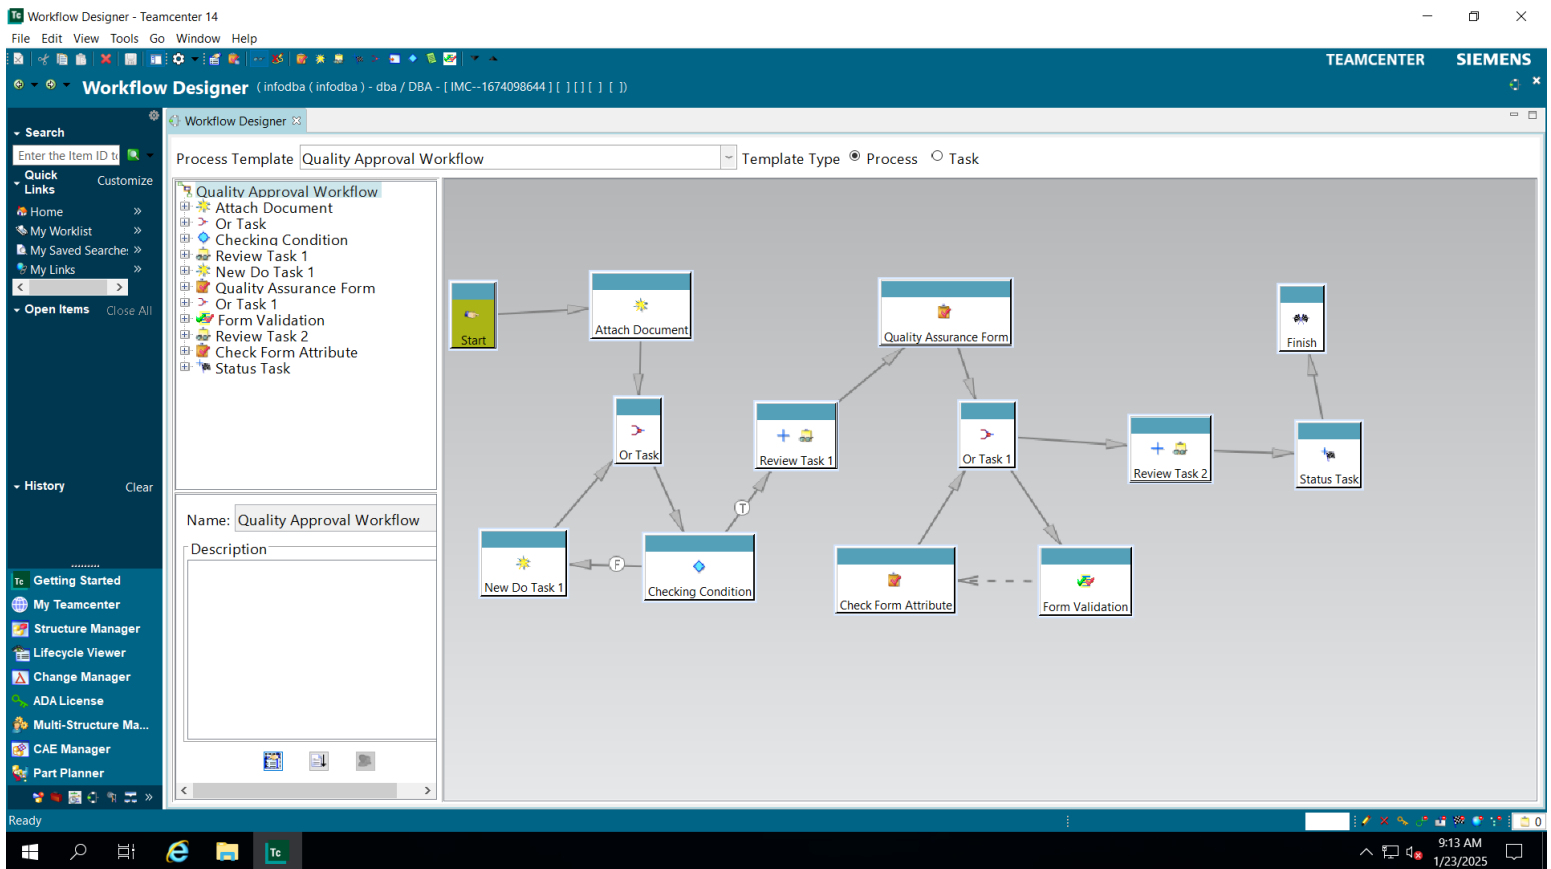 Tc Workflow Designer - Teamcenter 14
File Edit View Tools Go Window Help
TEAMCENTER SIEMENS
Workflow Designer ( infodba ( infodba ) - dba / DBA - [ IMC--1674098644 ] [ ] [ ] [ ] [ ])
Search
Enter the Item ID t
Quick Links Customize
Home »
My Worklist »
My Saved Searche: »
My Links »
Open Items Close All
History Clear
Tc Getting Started
My Teamcenter
Structure Manager
Lifecycle Viewer
Change Manager
ADA License
Multi-Structure Ma...
CAE Manager
Part Planner
»
Workflow Designer
Process Template Quality Approval Workflow Template Type Process Task
Quality Approval Workflow
Attach Document
Or Task
Checking Condition
Review Task 1
New Do Task 1
Quality Assurance Form
Or Task 1
Form Validation
Review Task 2
Check Form Attribute
Status Task
Name: Quality Approval Workflow
Description
Start
Attach Document
Quality Assurance Form
Finish
Or Task
Review Task 1
Or Task 1
Review Task 2
Status Task
T
F
New Do Task 1
Checking Condition
Check Form Attribute
Form Validation
Ready
0
Tc
9:13 AM
1/23/2025